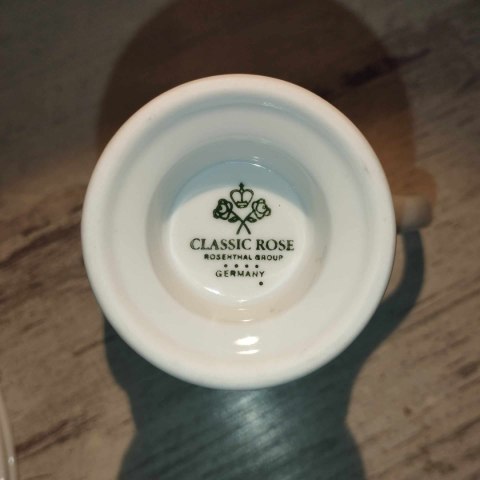 CLASSIC ROSE
ROSENTHAL GROUP
GERMANY